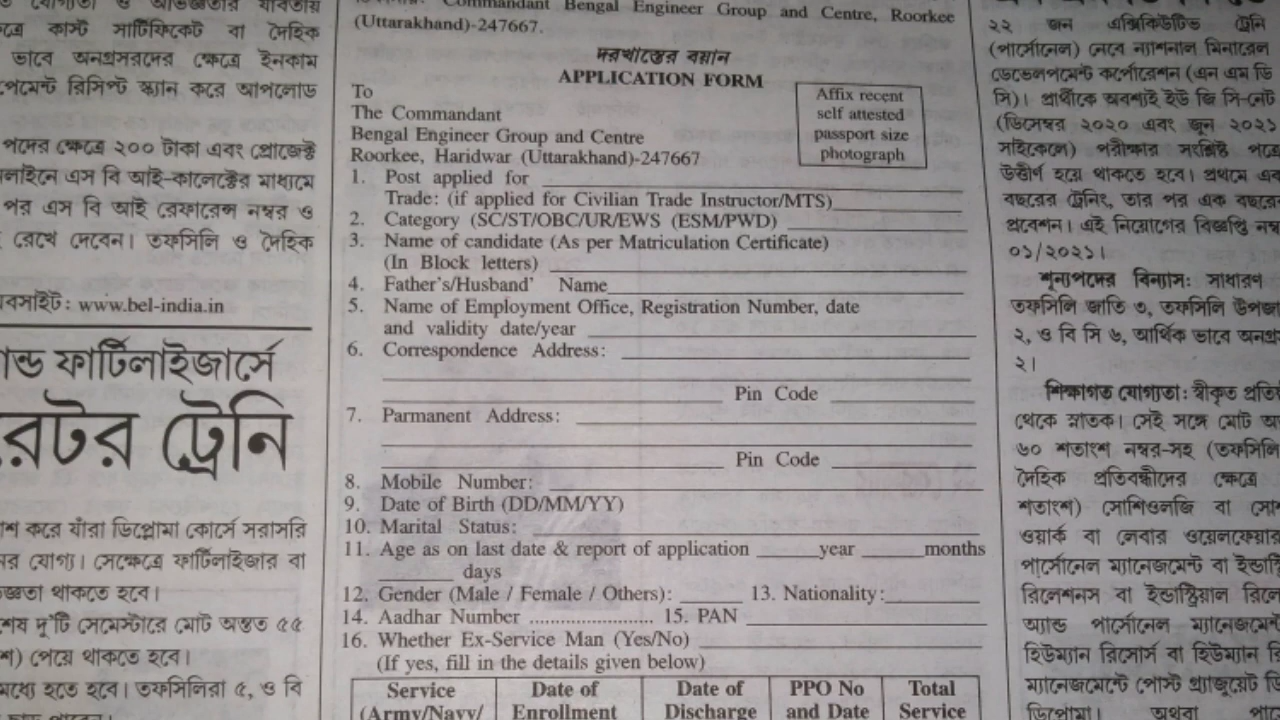 যোগ্যতা ও অভিজ্ঞতার যাবতীয়
কাস্ট সার্টিফিকেট বা দৈহিক
ভাবে অনগ্রসরদের ক্ষেত্রে ইনকাম
রিসিপ্ট স্ক্যান করে আপলোড
পদের ক্ষেত্রে ২০০ টাকা এবং প্রোজেক্ট
এস বি আই-কালেক্টের মাধ্যমে
পর এস বি আই রেফারেন্স নম্বর ও
রেখে দেবেন। তফসিলি ও দৈহিক
www.bel-india.in
ফার্টিলাইজার্সে
ট্রেনি
করে যাঁরা ডিপ্লোমা কোর্সে সরাসরি
যোগ্য। সেক্ষেত্রে ফার্টিলাইজার বা
থাকতে হবে।
দু'টি সেমেস্টারে মোট অন্তত ৫৫
পেয়ে থাকতে হবে।
মধ্যে হতে হবে। তফসিলিরা ৫, ও বি
Commandant Bengal Engineer Group and Centre, Roorkee
(Uttarakhand)-247667.
দরখাস্তের বয়ান
APPLICATION FORM
Affix recent
self attested
passport size
photograph
To
The Commandant
Bengal Engineer Group and Centre
Roorkee, Haridwar (Uttarakhand)-247667
1. Post applied for
Trade: (if applied for Civilian Trade Instructor/MTS)
2. Category (SC/ST/OBC/UR/EWS (ESM/PWD)
3. Name of candidate (As per Matriculation Certificate)
(In Block letters)
4. Father's/Husband' Name
5. Name of Employment Office, Registration Number, date
and validity date/year
6. Correspondence Address:
Pin Code
7. Parmanent Address:
Pin Code
8. Mobile Number:
9. Date of Birth (DD/MM/YY)
10. Marital Status:
11. Age as on last date & report of application ______year ______months
_______ days
12. Gender (Male / Female / Others): ______ 13. Nationality:
14. Aadhar Number ...................... 15. PAN
16. Whether Ex-Service Man (Yes/No)
(If yes, fill in the details given below)
Service Date of Date of PPO No Total
(Army/Navy/ Enrollment Discharge and Date Service
২২ জন এক্সিকিউটিভ ট্রেনি
(পার্সোনেল) নেবে ন্যাশনাল মিনারেল
ডেভেলপমেন্ট কর্পোরেশন (এন এম ডি
সি)। প্রার্থীকে অবশ্যই ইউ জি সি-নেট
(ডিসেম্বর ২০২০ এবং জুন ২০২১
সাইকেলে) পরীক্ষার সংশ্লিষ্ট পত্রে
উত্তীর্ণ হয়ে থাকতে হবে। প্রথমে এক
বছরের ট্রেনিং, তার পর এক বছরের
প্রবেশন। এই নিয়োগের বিজ্ঞপ্তি
০১/২০২১।
শূন্যপদের বিন্যাস: সাধারণ
তফসিলি জাতি ৩, তফসিলি
২, ও বি সি ৬, আর্থিক ভাবে
২।
শিক্ষাগত যোগ্যতা: স্বীকৃত
থেকে স্নাতক। সেই সঙ্গে মোট
৬০ শতাংশ নম্বর-সহ (তফসিলি
দৈহিক প্রতিবন্ধীদের ক্ষেত্রে
শতাংশ) সোশিওলজি বা
ওয়ার্ক বা লেবার ওয়েলফেয়ার
পার্সোনেল ম্যানেজমেন্ট বা
রিলেশনস বা ইন্ডাস্ট্রিয়াল
অ্যান্ড পার্সোনেল ম্যানেজমেন্ট
হিউম্যান রিসোর্স বা হিউম্যান
ম্যানেজমেন্টে (পোস্ট গ্র্যাজুয়েট
ডিপ্লোমা। অথবা